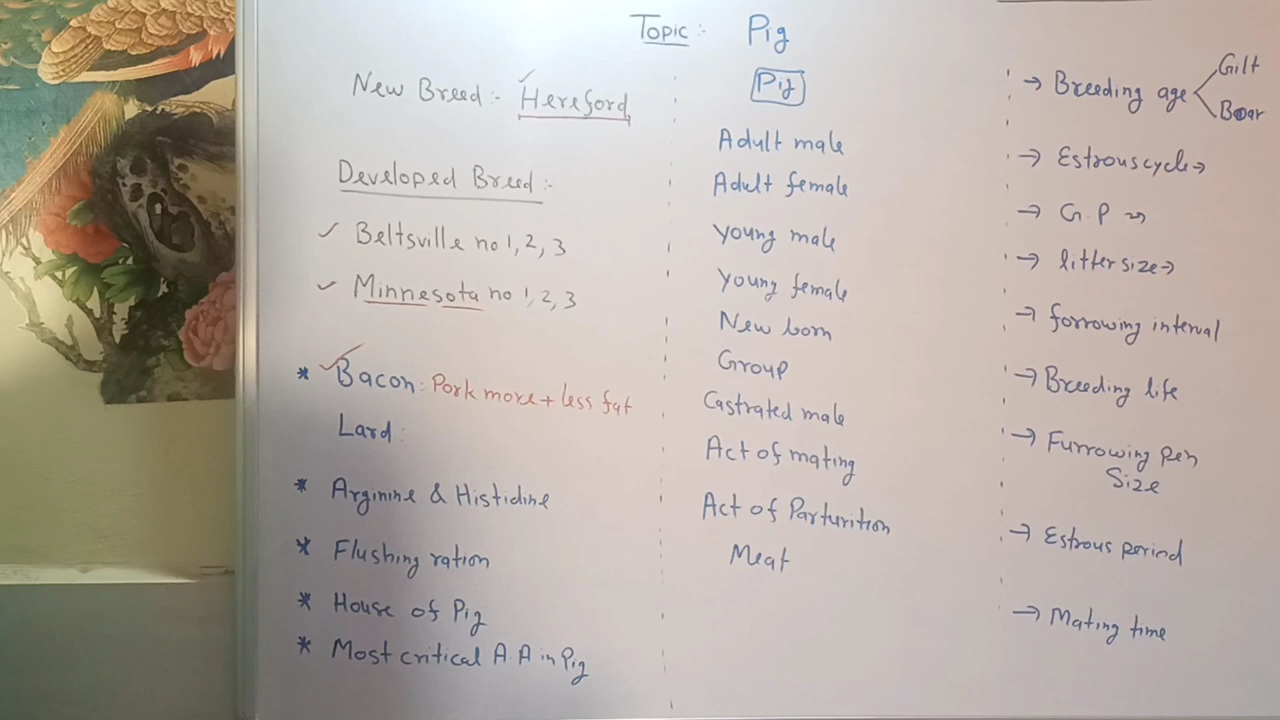 Topic :- Pig
New Breed :- Hereford
Developed Breed :-
✓ Beltsville no 1, 2, 3
✓ Minnesota no 1, 2, 3
* Bacon : Pork more + less fat
Lard :
* Arginine & Histidine
* Flushing ration
* House of Pig
* Most critical A.A in Pig
Pig
Adult male
Adult female
Young male
Young female
New born
Group
Castrated male
Act of mating
Act of Parturition
Meat
→ Breeding age < Gilt
Boar
→ Estrous cycle →
→ G.P →
→ litter size →
→ forrowing interval
→ Breeding life
→ Furrowing pen
Size
→ Estrous period
→ Mating time